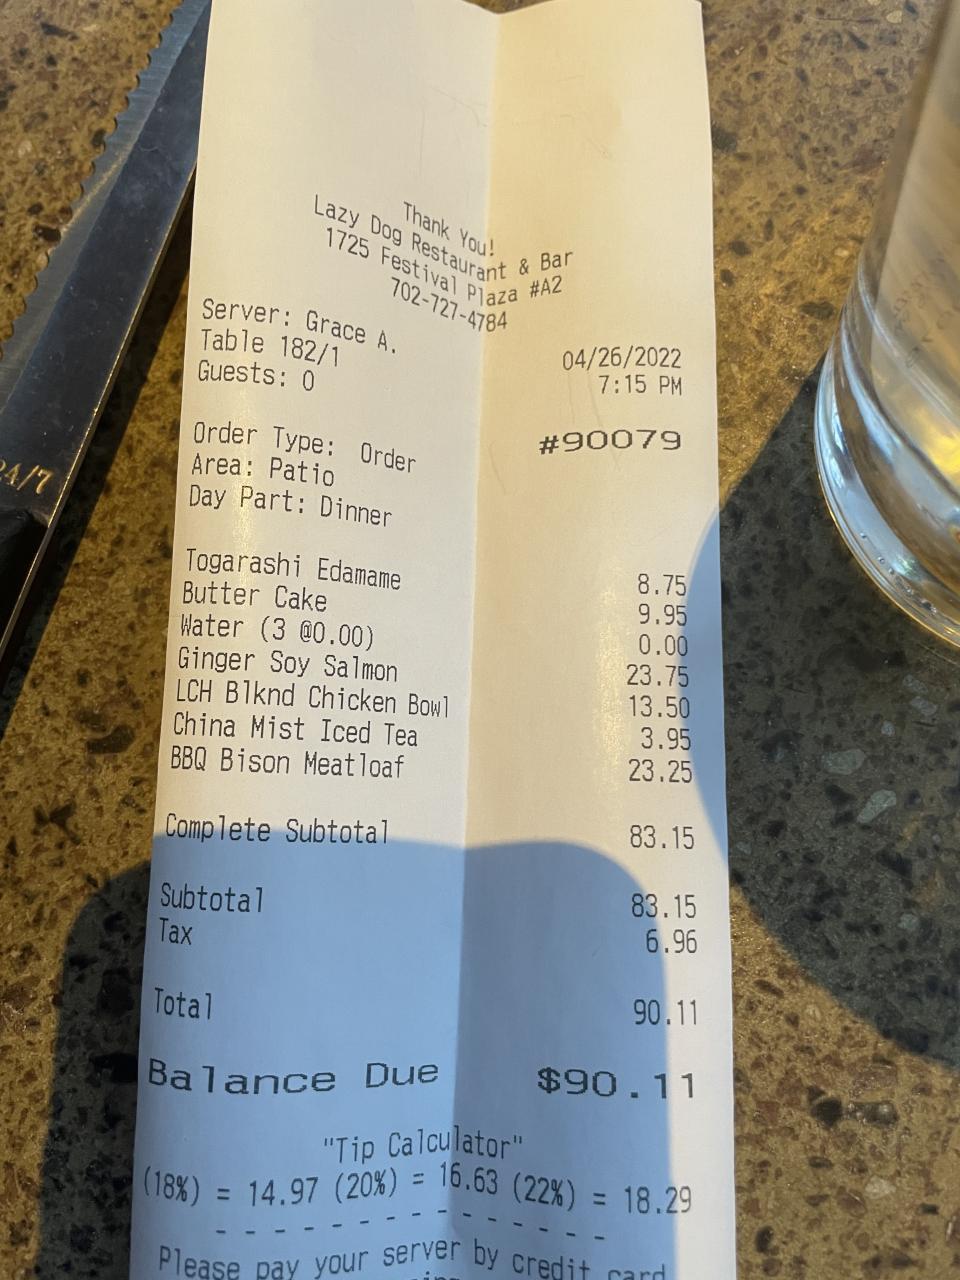 Thank You!
Lazy Dog Restaurant & Bar
1725 Festival Plaza #A2
702-727-4784
Server: Grace A.
Table 182/1 04/26/2022
Guests: 0 7:15 PM
#90079
Order Type: Order
Area: Patio
Day Part: Dinner
Togarashi Edamame 8.75
Butter Cake 9.95
Water (3 @0.00) 0.00
Ginger Soy Salmon 23.75
LCH Blknd Chicken Bowl 13.50
China Mist Iced Tea 3.95
BBQ Bison Meatloaf 23.25
Complete Subtotal 83.15
Subtotal 83.15
Tax 6.96
Total 90.11
Balance Due $90.11
"Tip Calculator"
(18%) = 14.97 (20%) = 16.63 (22%) = 18.29
- - - - - - - - - - - - - -
Please pay your server by credit card
24/7